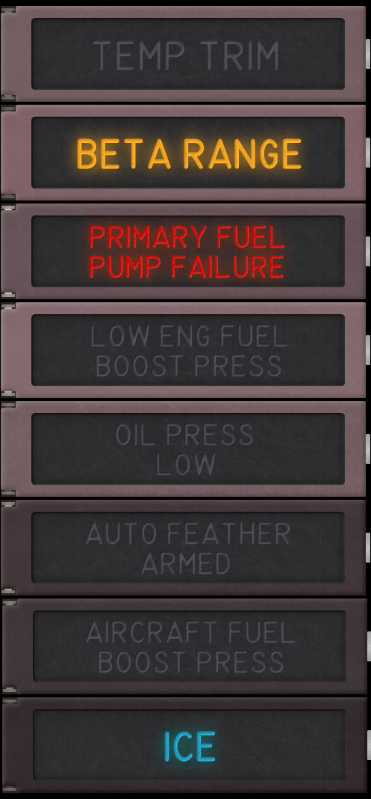 TEMP TRIM
BETA RANGE
PRIMARY FUEL
PUMP FAILURE
LOW ENG FUEL
BOOST PRESS
OIL PRESS
LOW
AUTO FEATHER
ARMED
AIRCRAFT FUEL
BOOST PRESS
ICE